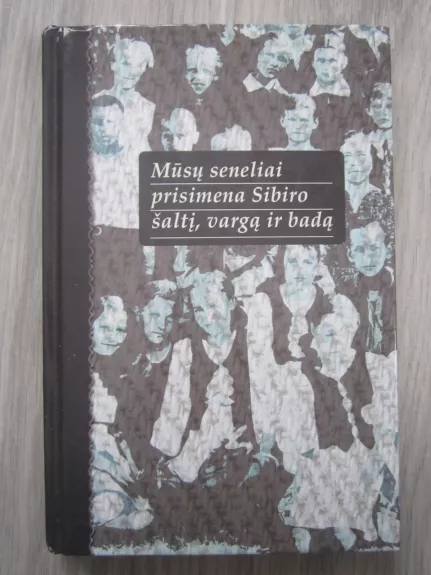 Mūsų seneliai
prisimena Sibiro
šaltį, vargą ir badą